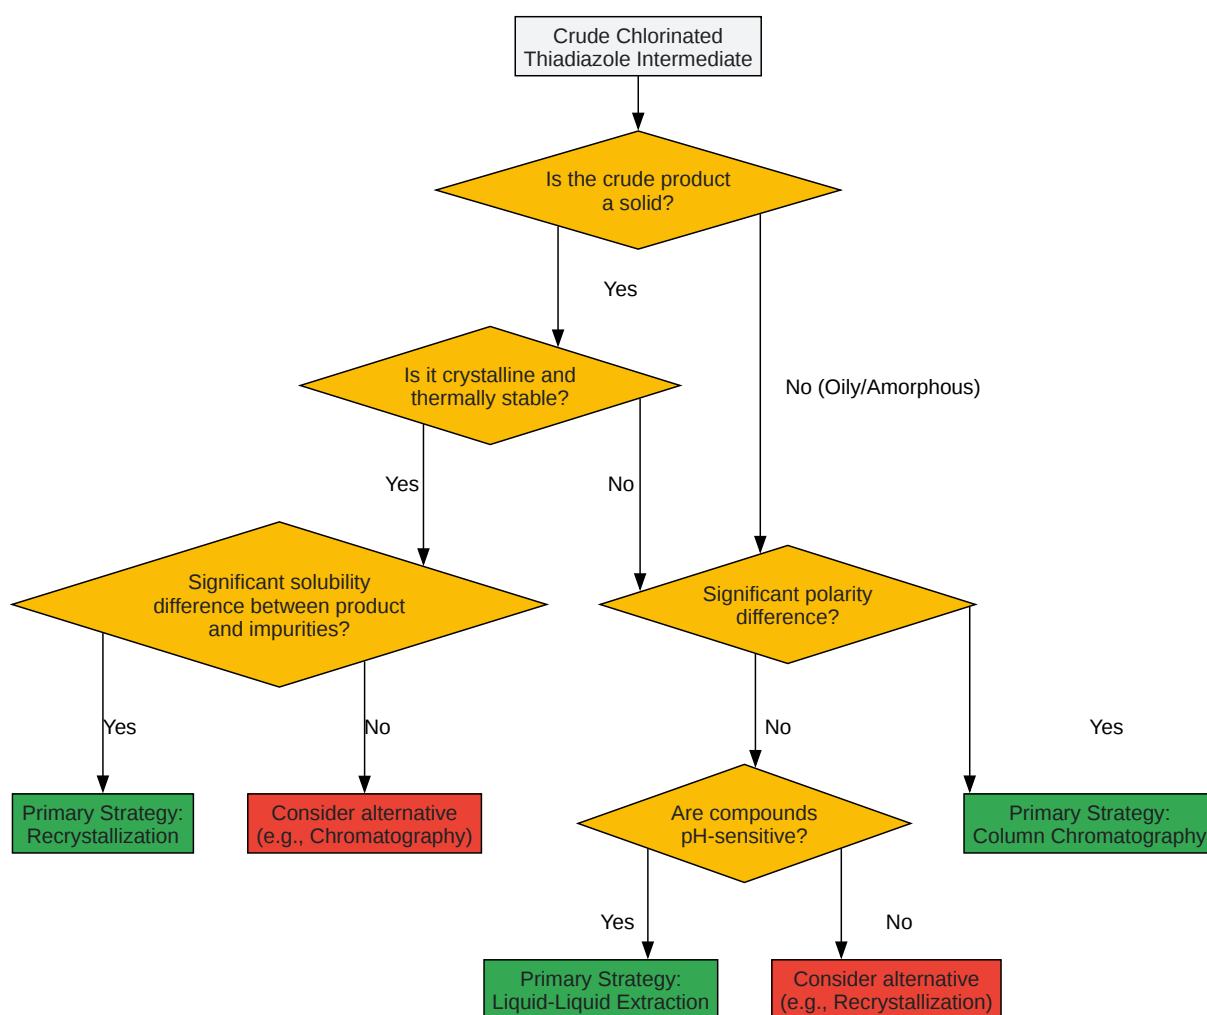 Crude Chlorinated
Thiadiazole Intermediate
Is the crude product
a solid?
Yes
Is it crystalline and
thermally stable?
No (Oily/Amorphous)
Yes
No
Significant solubility
difference between product
and impurities?
Significant polarity
difference?
Yes
No
No
Yes
Primary Strategy:
Recrystallization
Consider alternative
(e.g., Chromatography)
Are compounds
pH-sensitive?
Primary Strategy:
Column Chromatography
Yes
No
Primary Strategy:
Liquid-Liquid Extraction
Consider alternative
(e.g., Recrystallization)